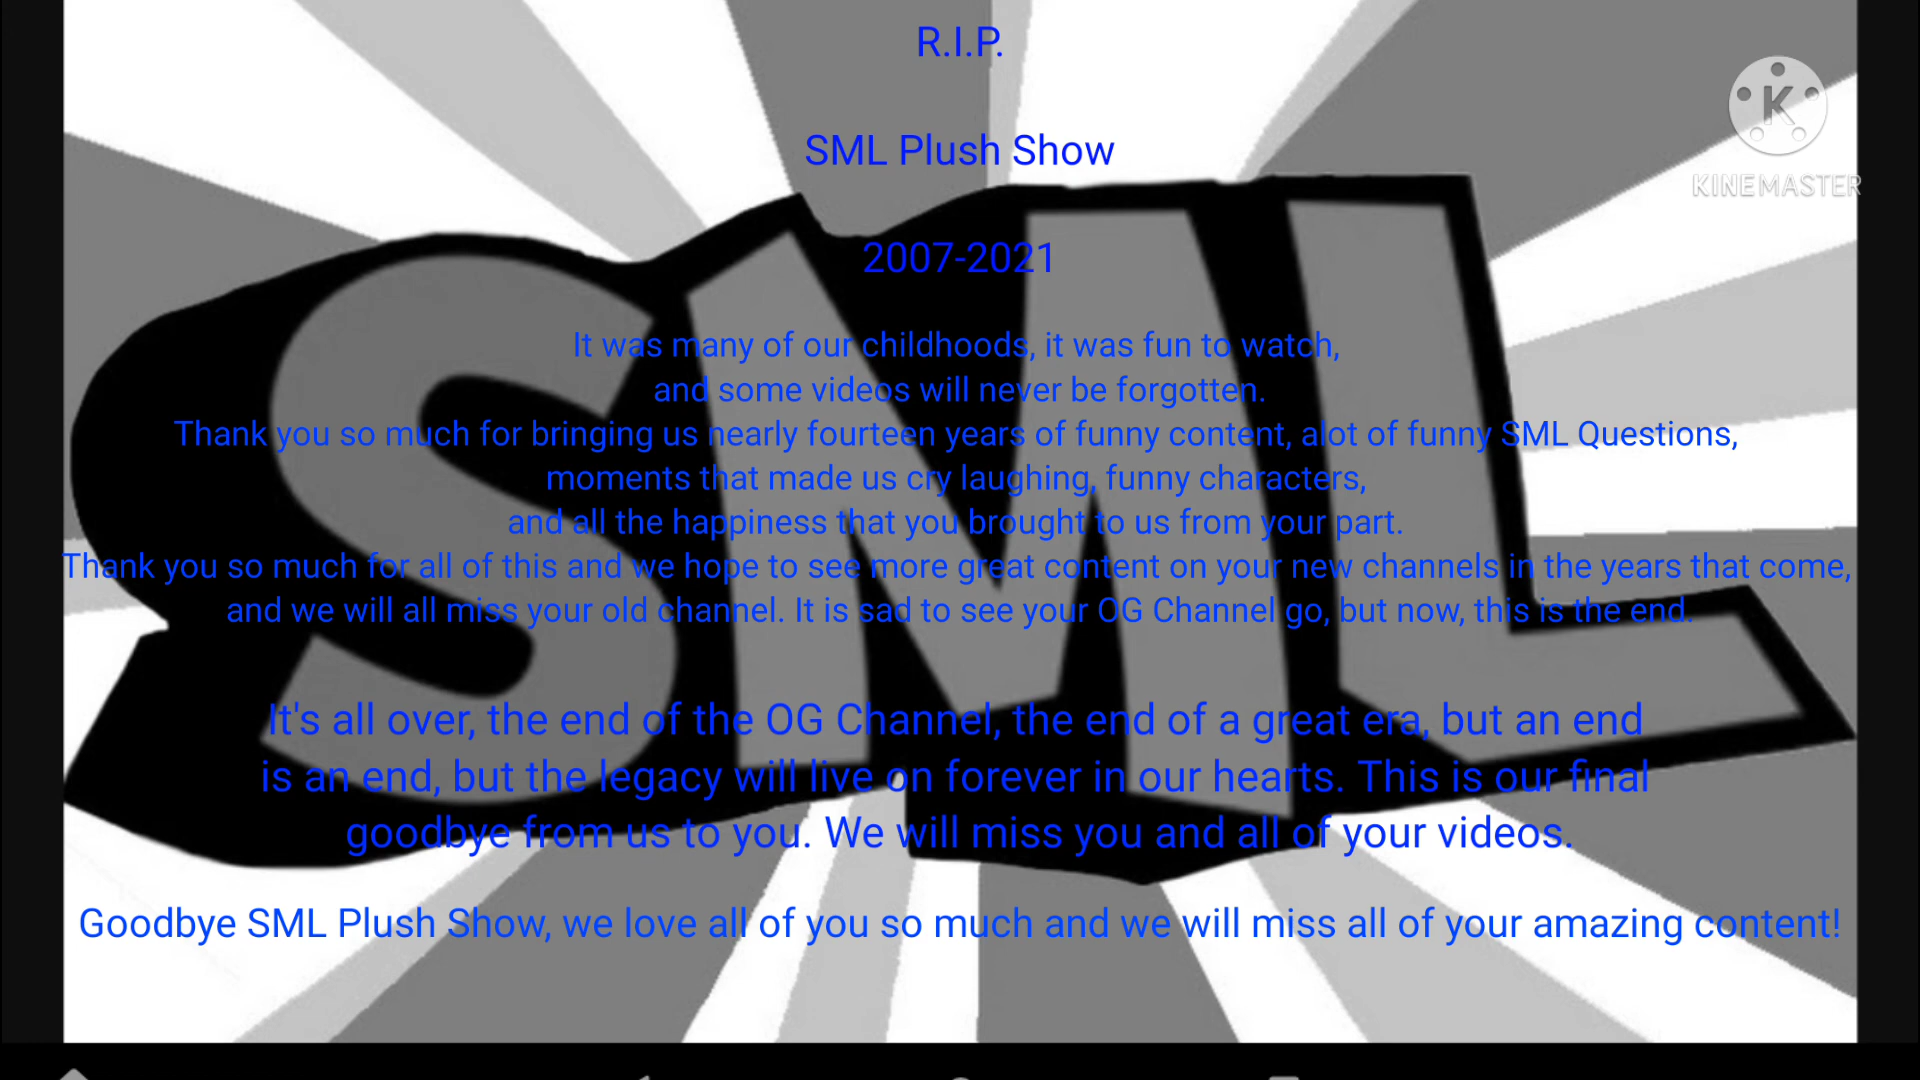 R.I.P.
K
KINEMASTER
SML Plush Show
2007-2021
SML
It was many of our childhoods, it was fun to watch,
and some videos will never be forgotten.
Thank you so much for bringing us nearly fourteen years of funny content, alot of funny SML Questions,
moments that made us cry laughing, funny characters,
and all the happiness that you brought to us from your part.
Thank you so much for all of this and we hope to see more great content on your new channels in the years that come,
and we will all miss your old channel. It is sad to see your OG Channel go, but now, this is the end.
It's all over, the end of the OG Channel, the end of a great era, but an end
is an end, but the legacy will live on forever in our hearts. This is our final
goodbye from us to you. We will miss you and all of your videos.
Goodbye SML Plush Show, we love all of you so much and we will miss all of your amazing content!